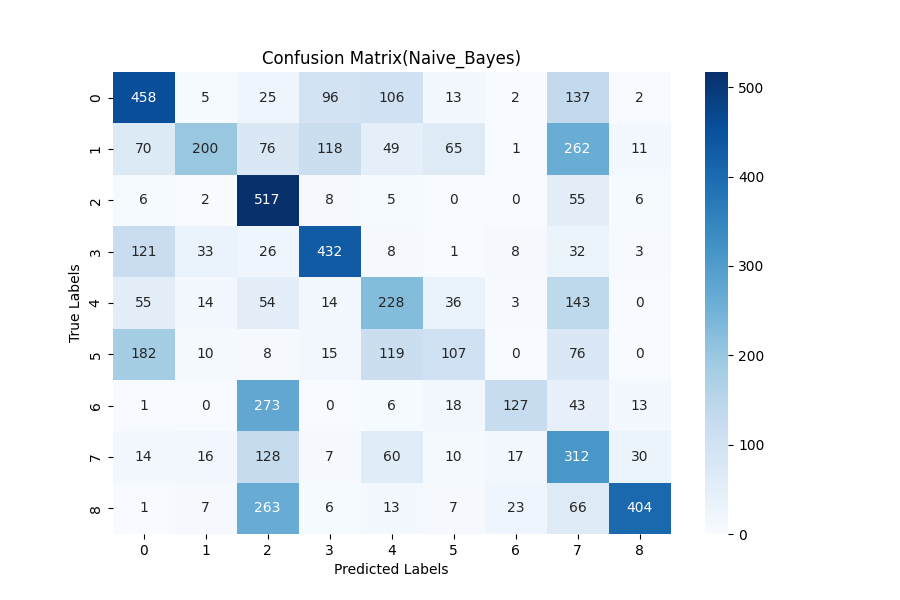 Confusion Matrix(Naive_Bayes)
0 458 5 25 96 106 13 2 137 2
1 70 200 76 118 49 65 1 262 11
2 6 2 517 8 5 0 0 55 6
3 121 33 26 432 8 1 8 32 3
4 55 14 54 14 228 36 3 143 0
5 182 10 8 15 119 107 0 76 0
6 1 0 273 0 6 18 127 43 13
7 14 16 128 7 60 10 17 312 30
8 1 7 263 6 13 7 23 66 404
0 1 2 3 4 5 6 7 8
Predicted Labels
True Labels
500
400
300
200
100
0